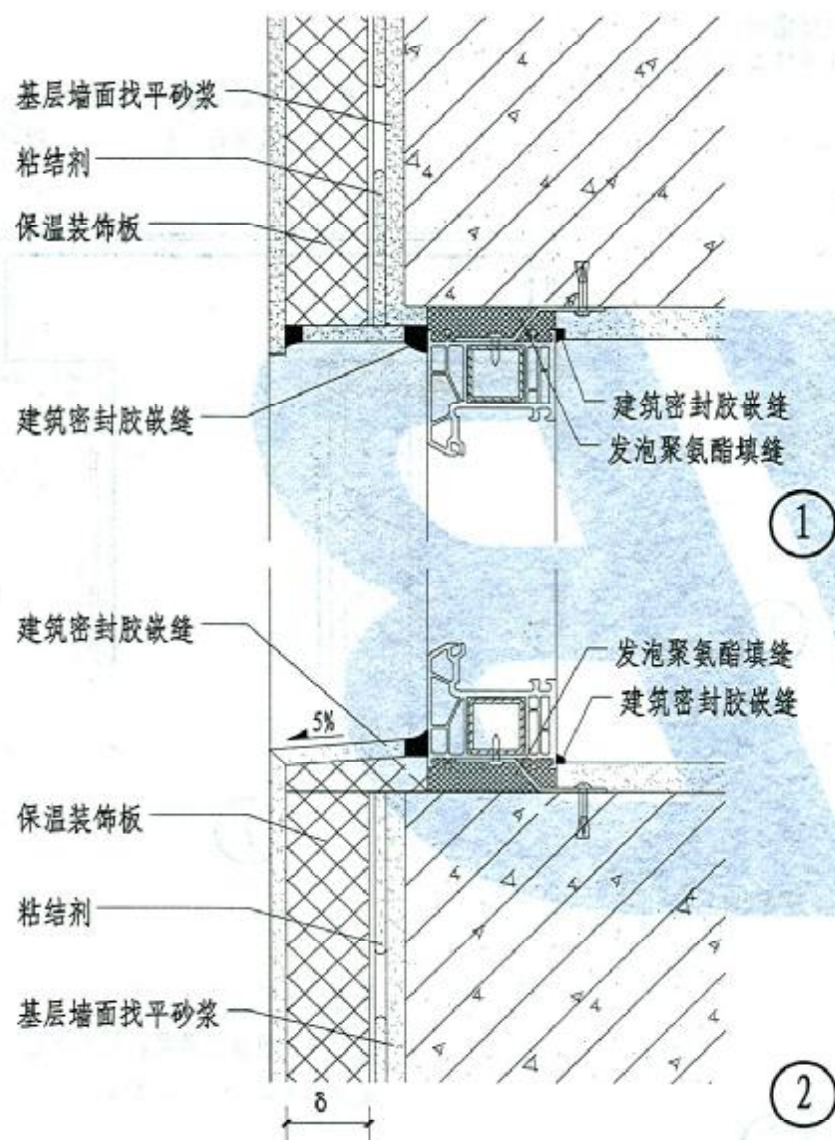 基层墙面找平砂浆
粘结剂
保温装饰板
建筑密封胶嵌缝
建筑密封胶嵌缝
发泡聚氨酯填缝
1
建筑密封胶嵌缝
发泡聚氨酯填缝
建筑密封胶嵌缝
5%
保温装饰板
粘结剂
基层墙面找平砂浆
δ
2